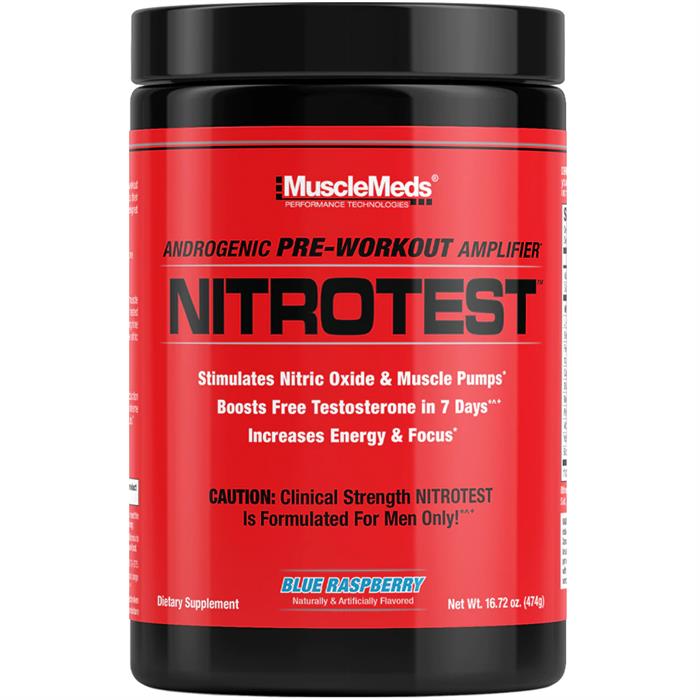 MuscleMeds®
PERFORMANCE TECHNOLOGIES
ANDROGENIC PRE-WORKOUT AMPLIFIER*
NITROTEST™
Stimulates Nitric Oxide & Muscle Pumps*
Boosts Free Testosterone in 7 Days*^+
Increases Energy & Focus*
CAUTION: Clinical Strength NITROTEST
Is Formulated For Men Only!*^+
BLUE RASPBERRY
Naturally & Artificially Flavored
Dietary Supplement
Net Wt. 16.72 oz. (474g)